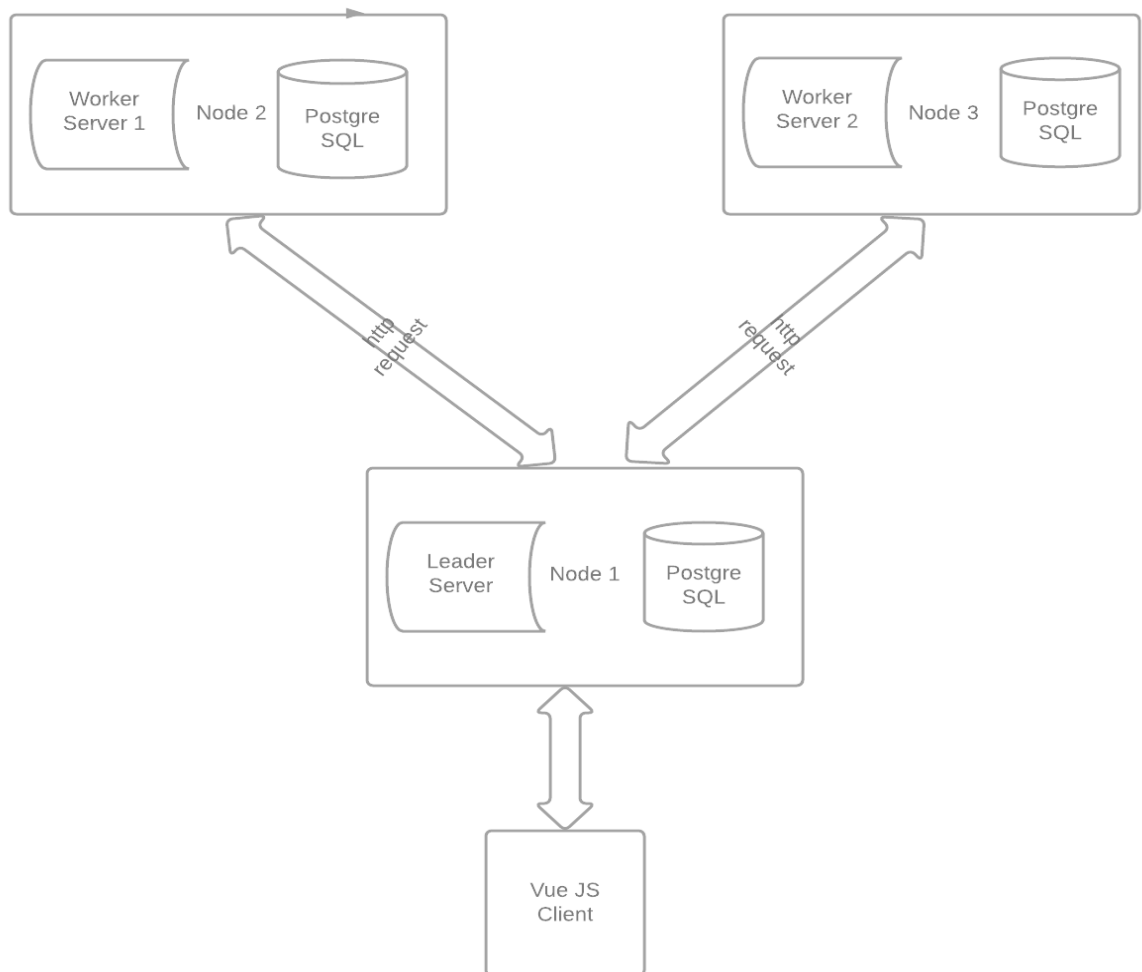 Worker
Server 1
Node 2
Postgre
SQL
Worker
Server 2
Node 3
Postgre
SQL
http
request
http
request
Leader
Server
Node 1
Postgre
SQL
Vue JS
Client